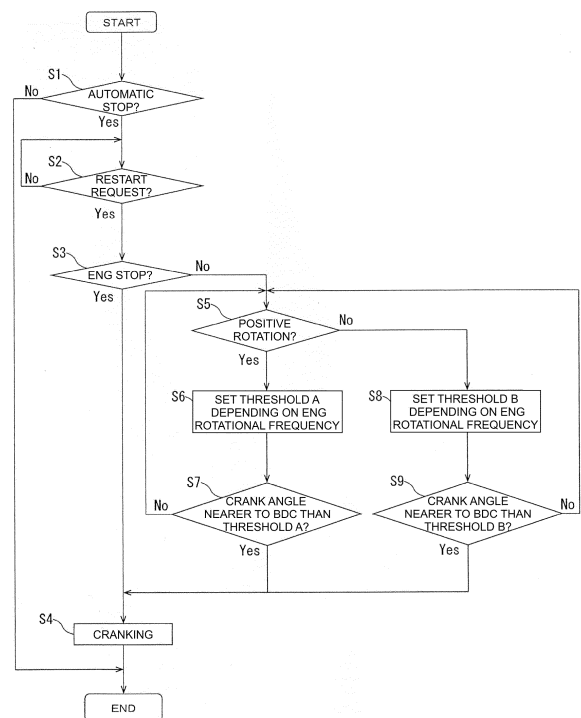 START
S1
No
AUTOMATIC
STOP?
Yes
S2
No
RESTART
REQUEST?
Yes
S3
ENG STOP?
No
Yes
S5
POSITIVE
ROTATION?
No
Yes
S6
SET THRESHOLD A
DEPENDING ON ENG
ROTATIONAL FREQUENCY
S8
SET THRESHOLD B
DEPENDING ON ENG
ROTATIONAL FREQUENCY
S7
CRANK ANGLE
NEARER TO BDC THAN
THRESHOLD A?
No
Yes
S9
CRANK ANGLE
NEARER TO BDC THAN
THRESHOLD B?
No
Yes
S4
CRANKING
END